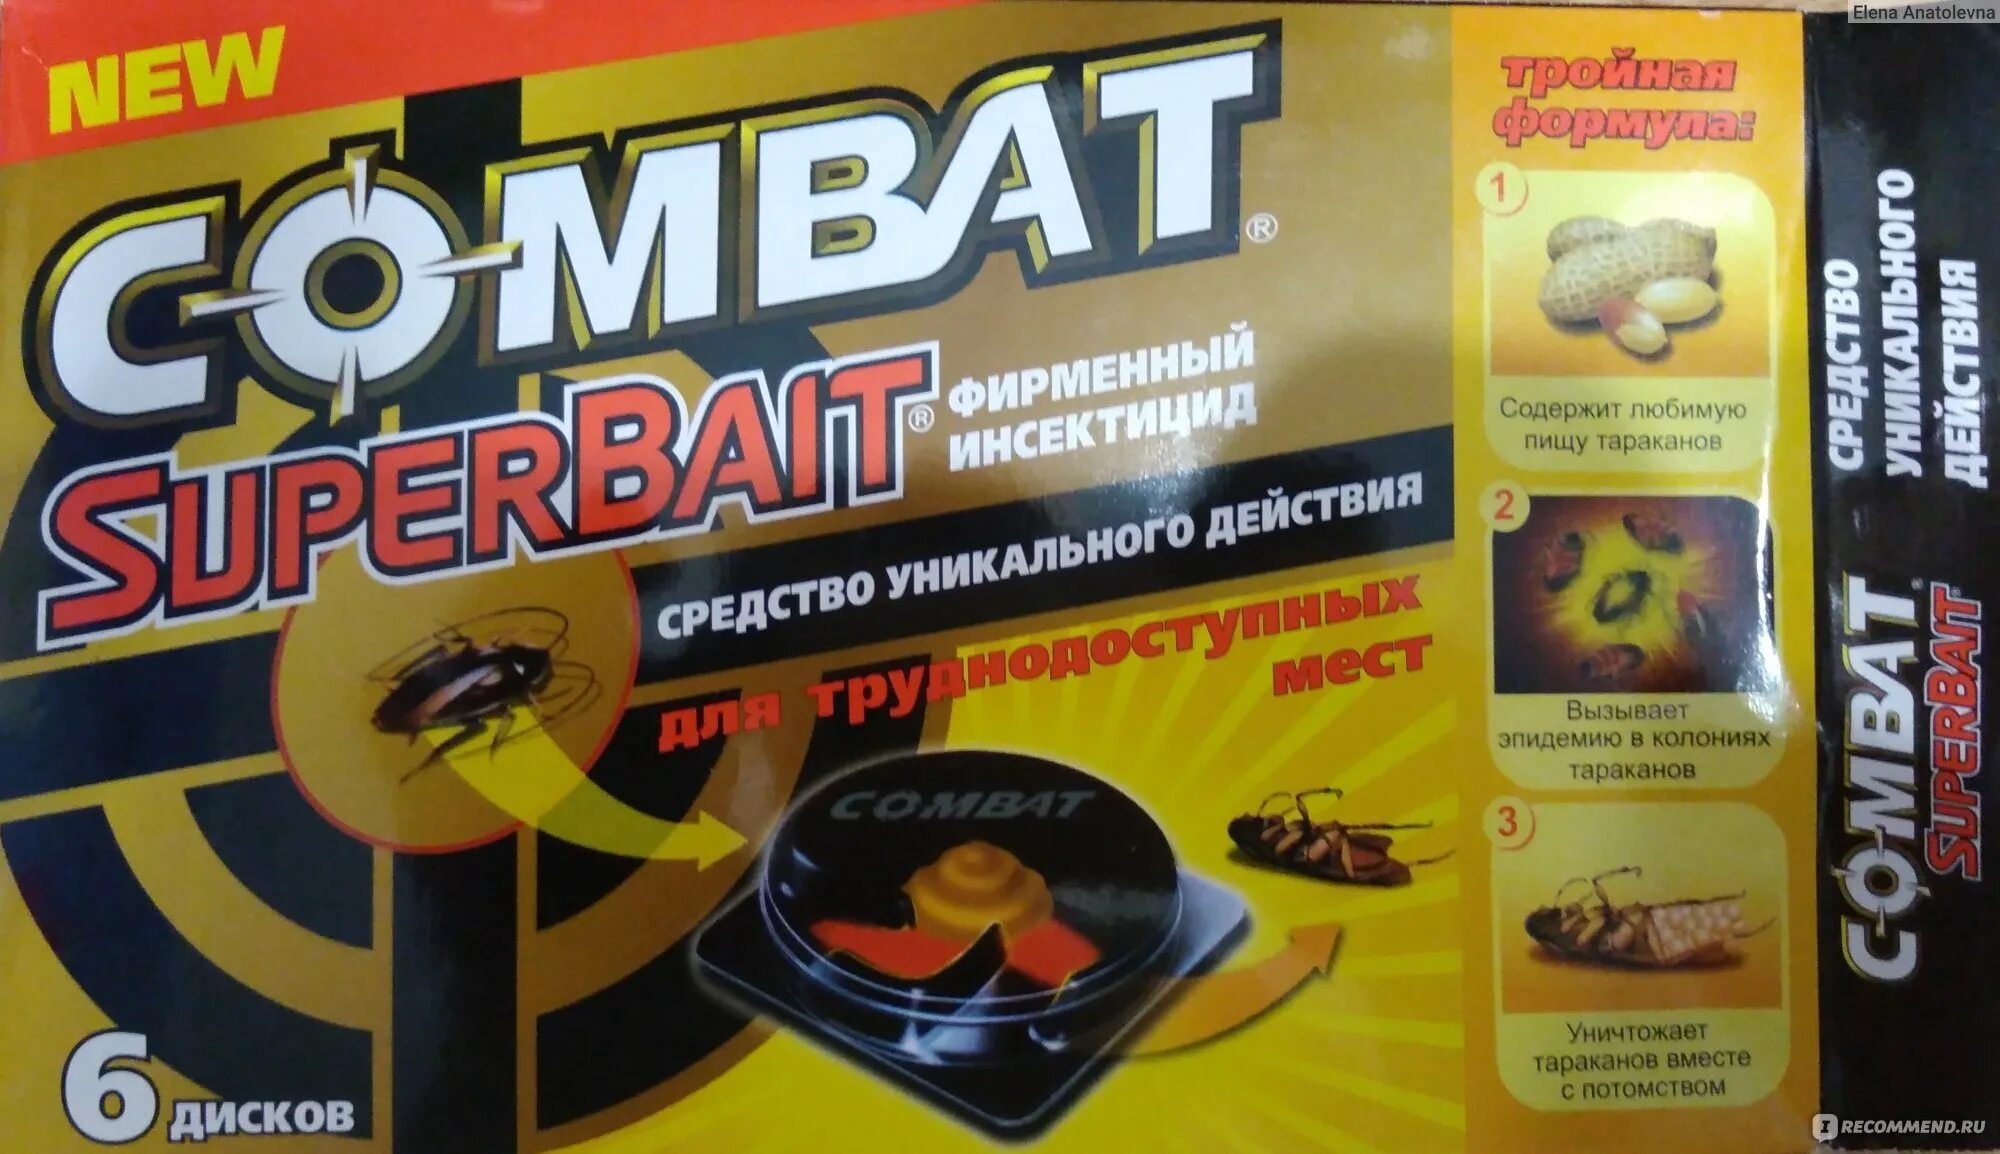 Elena Anatolevna
NEW
COMBAT®
SUPERBAIT®
ФИРМЕННЫЙ
ИНСЕКТИЦИД
СРЕДСТВО УНИКАЛЬНОГО ДЕЙСТВИЯ
для труднодоступных
мест
COMBAT
6 ДИСКОВ
тройная
формула:
1
Содержит любимую
пищу тараканов
2
Вызывает
эпидемию в колониях
тараканов
3
Уничтожает
тараканов вместе
с потомством
СРЕДСТВО
УНИКАЛЬНОГО
ДЕЙСТВИЯ
COMBAT®
SUPERBAIT®
I RECOMMEND.RU